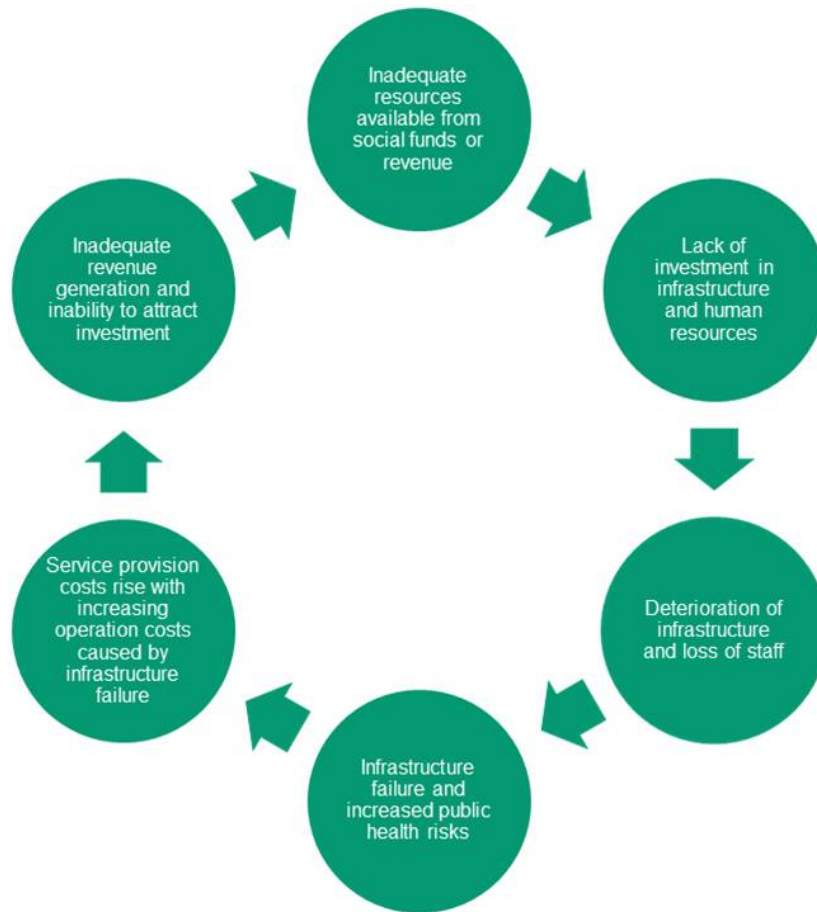 Inadequate
resources
available from
social funds or
revenue
Lack of
investment in
infrastructure
and human
resources
Deterioration of
infrastructure
and loss of staff
Infrastructure
failure and
increased public
health risks
Service provision
costs rise with
increasing
operation costs
caused by
infrastructure
failure
Inadequate
revenue
generation and
inability to attract
investment